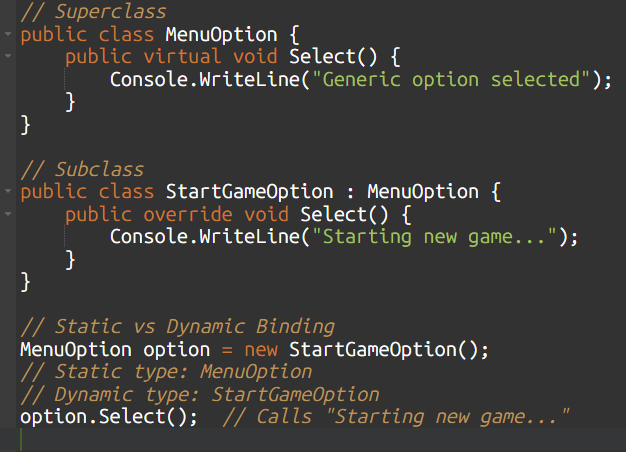 // Superclass
public class MenuOption {
    public virtual void Select() {
        Console.WriteLine("Generic option selected");
    }
}

// Subclass
public class StartGameOption : MenuOption {
    public override void Select() {
        Console.WriteLine("Starting new game...");
    }
}

// Static vs Dynamic Binding
MenuOption option = new StartGameOption();
// Static type: MenuOption
// Dynamic type: StartGameOption
option.Select();  // Calls "Starting new game..."